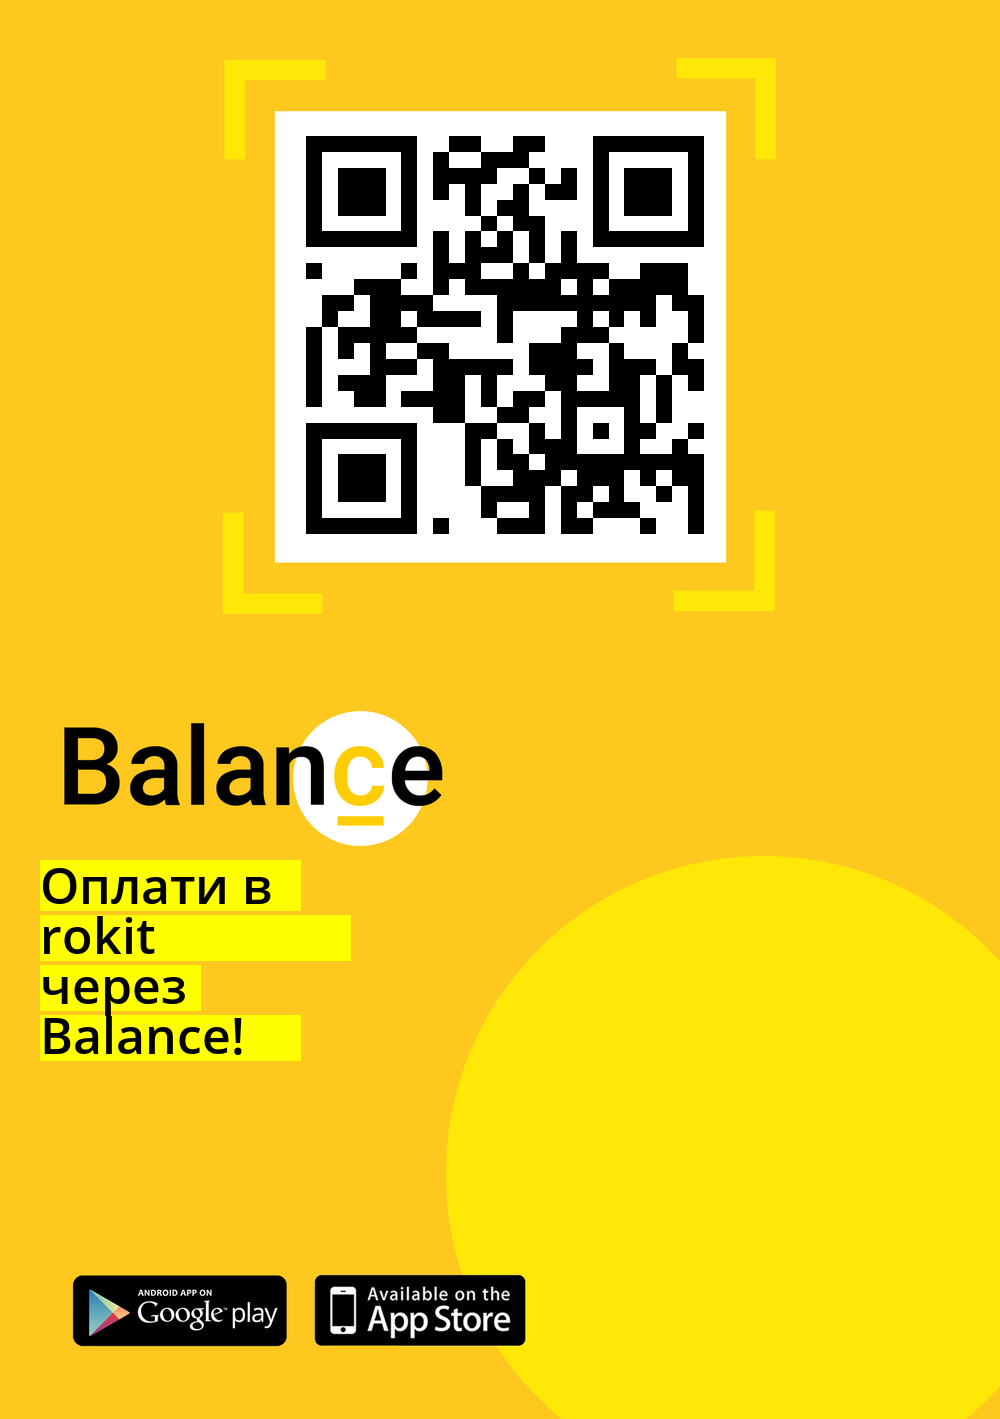 Balance
Оплати в
rokit
через
Balance!
ANDROID APP ON
Google play
Available on the
App Store